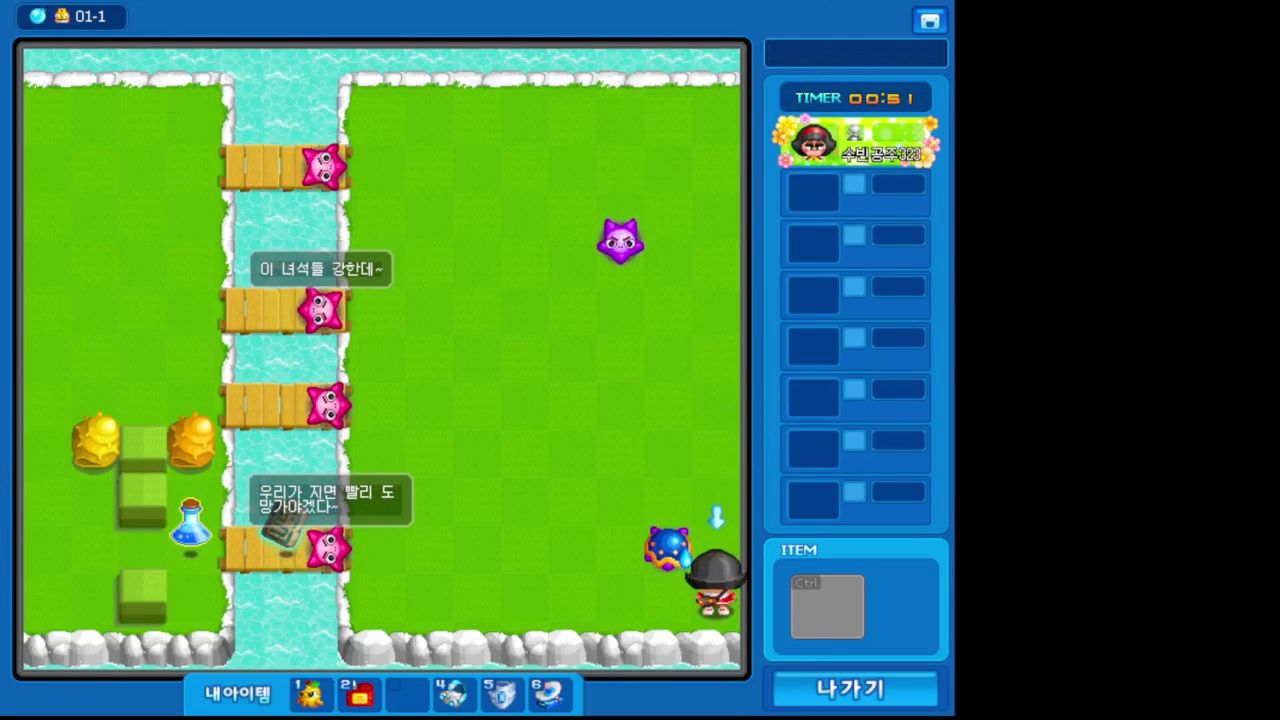 01-1
TIMER 00:51
수빈공주023
이 녀석들 강한데~
우리가 지면 빨리 도
망가야겠다~
ITEM
Ctrl
내아이템
1
2
4
5
6
나가기